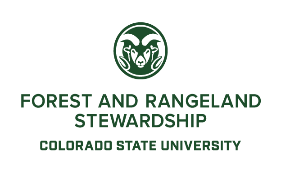 FOREST AND RANGELAND
STEWARDSHIP
COLORADO STATE UNIVERSITY